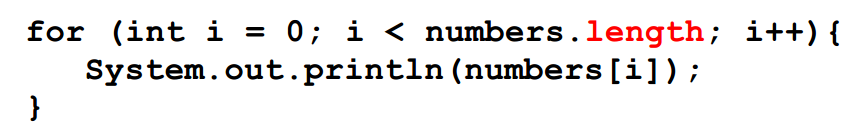 for (int i = 0; i < numbers.length; i++){
System.out.println(numbers[i]);
}